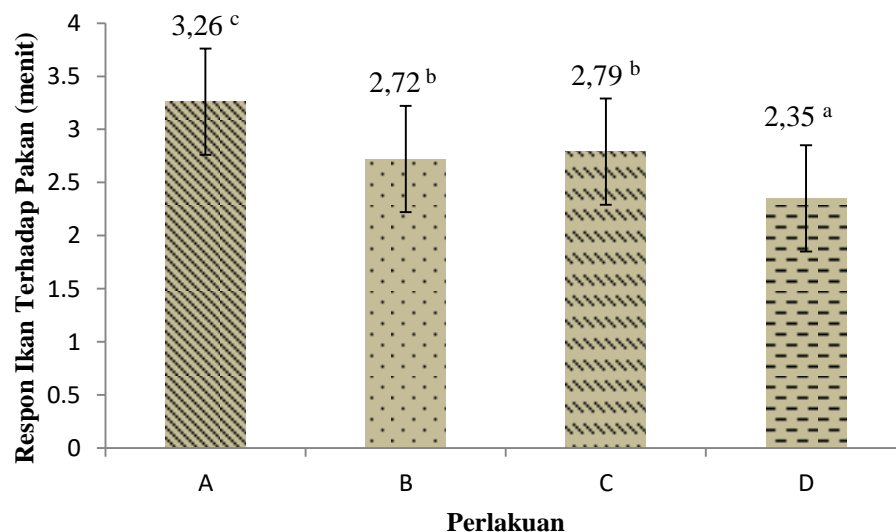 Respon Ikan Terhadap Pakan (menit)
4
3.5
3
2.5
2
1.5
1
0.5
0
3,26 c
2,72 b
2,79 b
2,35 a
A B C D
Perlakuan